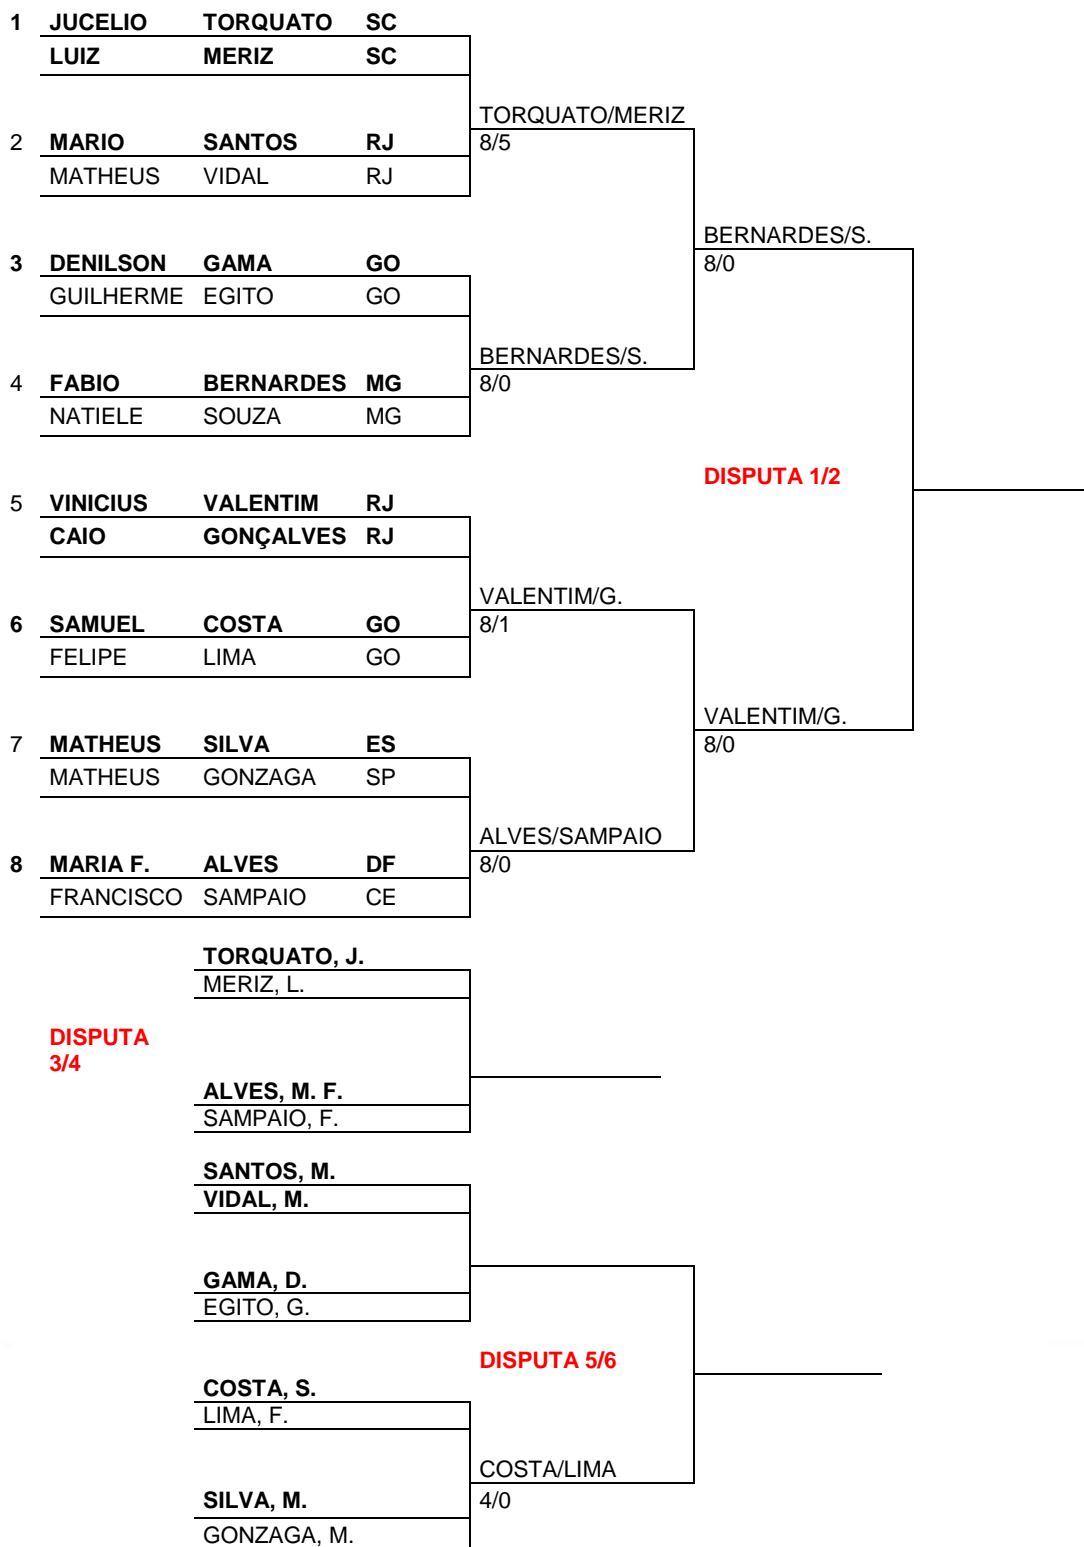 1 JUCELIO TORQUATO SC
LUIZ MERIZ SC
TORQUATO/MERIZ
2 MARIO SANTOS RJ 8/5
MATHEUS VIDAL RJ
BERNARDES/S.
3 DENILSON GAMA GO 8/0
GUILHERME EGITO GO
BERNARDES/S.
4 FABIO BERNARDES MG 8/0
NATIELE SOUZA MG
DISPUTA 1/2
5 VINICIUS VALENTIM RJ
CAIO GONÇALVES RJ
VALENTIM/G.
6 SAMUEL COSTA GO 8/1
FELIPE LIMA GO
VALENTIM/G.
7 MATHEUS SILVA ES 8/0
MATHEUS GONZAGA SP
ALVES/SAMPAIO
8 MARIA F. ALVES DF 8/0
FRANCISCO SAMPAIO CE
TORQUATO, J.
MERIZ, L.
DISPUTA
3/4
ALVES, M. F.
SAMPAIO, F.
SANTOS, M.
VIDAL, M.
GAMA, D.
EGITO, G.
DISPUTA 5/6
COSTA, S.
LIMA, F.
COSTA/LIMA
SILVA, M. 4/0
GONZAGA, M.